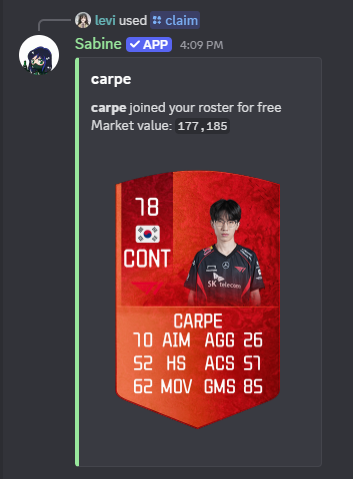 levi used claim
Sabine ✓ APP 4:09 PM
carpe
carpe joined your roster for free
Market value: 177,185
78
CONT
SK telecom
CARPE
70 AIM AGG 26
52 HS ACS 57
62 MOV GMS 85